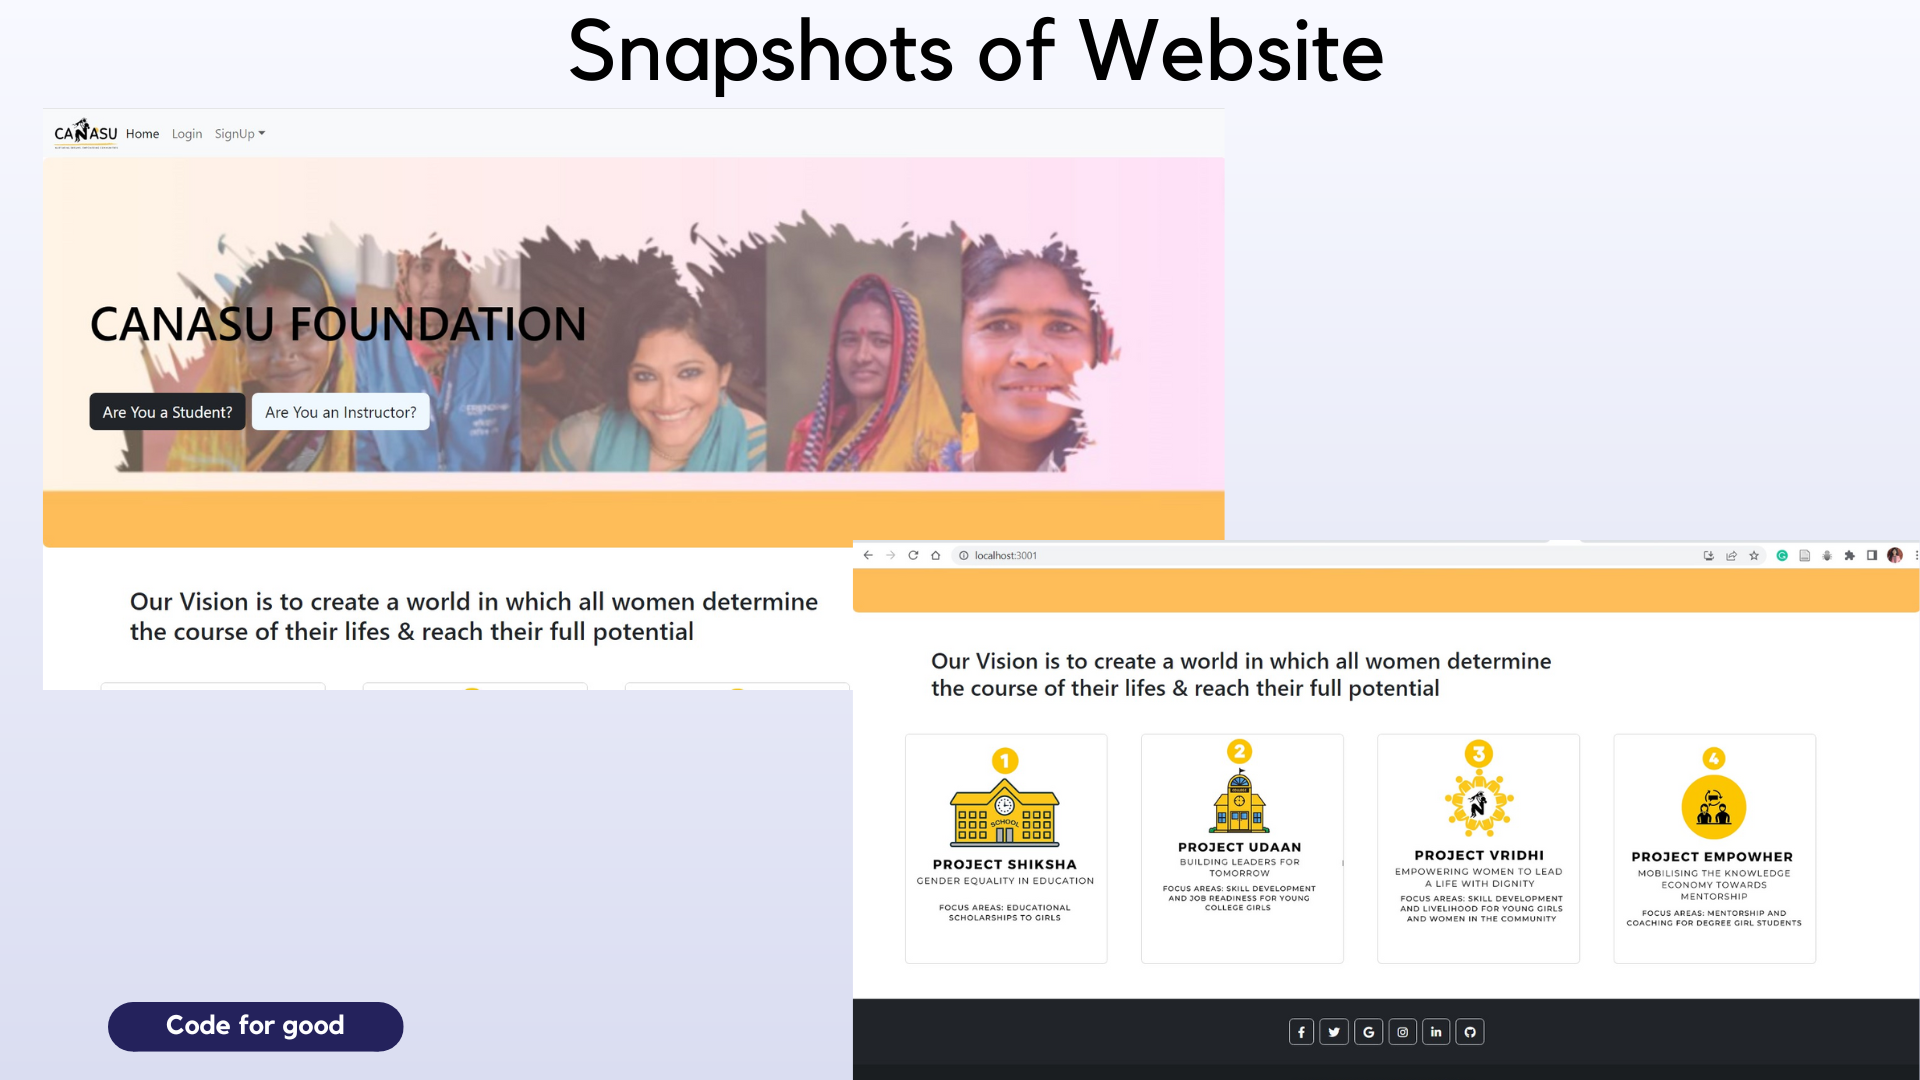 Snapshots of Website
CANASU
Home
Login
SignUp
CANASU FOUNDATION
Are You a Student?
Are You an Instructor?
Our Vision is to create a world in which all women determine
the course of their lifes & reach their full potential
localhost:3001
Our Vision is to create a world in which all women determine
the course of their lifes & reach their full potential
1
SCHOOL
PROJECT SHIKSHA
GENDER EQUALITY IN EDUCATION
FOCUS AREAS: EDUCATIONAL
SCHOLARSHIPS TO GIRLS
2
PROJECT UDAAN
BUILDING LEADERS FOR
TOMORROW
FOCUS AREAS: SKILL DEVELOPMENT
AND JOB READINESS FOR YOUNG
COLLEGE GIRLS
3
PROJECT VRIDHI
EMPOWERING WOMEN TO LEAD
A LIFE WITH DIGNITY
FOCUS AREAS: SKILL DEVELOPMENT
AND LIVELIHOOD FOR YOUNG GIRLS
AND WOMEN IN THE COMMUNITY
4
PROJECT EMPOWHER
MOBILISING THE KNOWLEDGE
ECONOMY TOWARDS
MENTORSHIP
FOCUS AREAS: MENTORSHIP AND
COACHING FOR DEGREE GIRL STUDENTS
Code for good